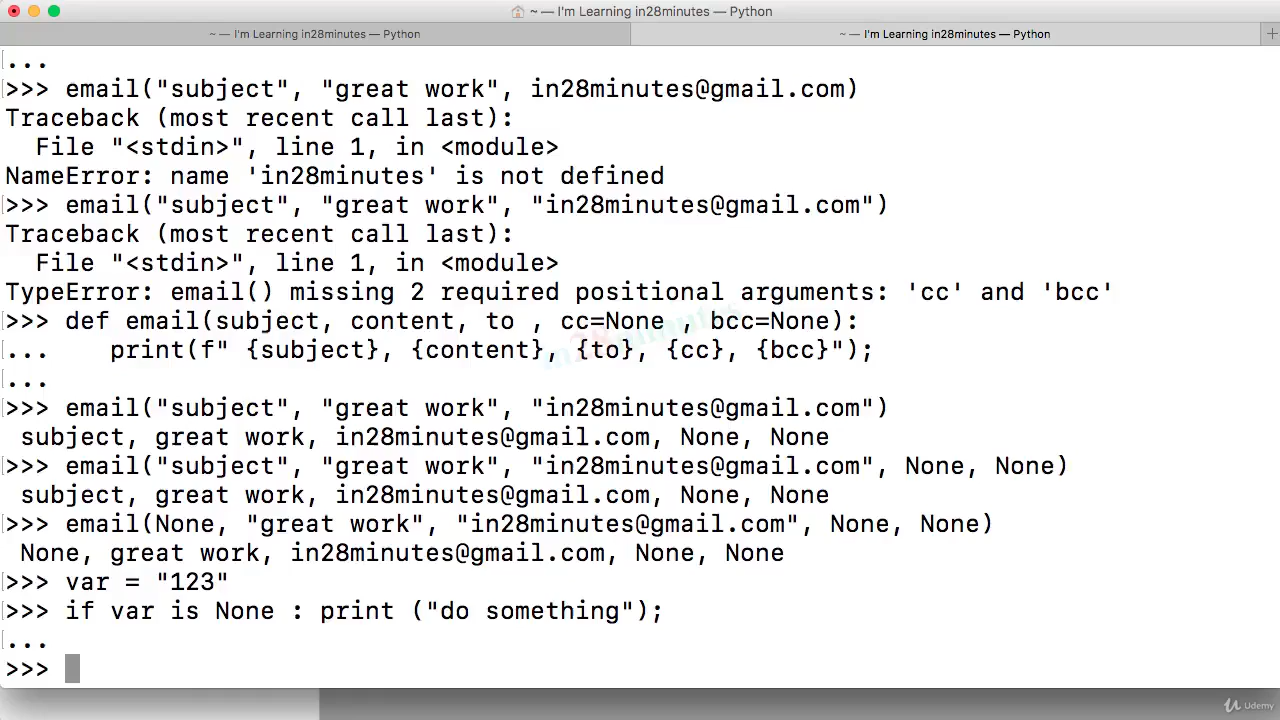 ~ — I'm Learning in28minutes — Python
~ — I'm Learning in28minutes — Python
~ — I'm Learning in28minutes — Python
+
...
>>> email("subject", "great work", in28minutes@gmail.com)
Traceback (most recent call last):
  File "<stdin>", line 1, in <module>
NameError: name 'in28minutes' is not defined
>>> email("subject", "great work", "in28minutes@gmail.com")
Traceback (most recent call last):
  File "<stdin>", line 1, in <module>
TypeError: email() missing 2 required positional arguments: 'cc' and 'bcc'
>>> def email(subject, content, to , cc=None , bcc=None):
...    print(f" {subject}, {content}, {to}, {cc}, {bcc}");
in28minutes
...
>>> email("subject", "great work", "in28minutes@gmail.com")
 subject, great work, in28minutes@gmail.com, None, None
>>> email("subject", "great work", "in28minutes@gmail.com", None, None)
 subject, great work, in28minutes@gmail.com, None, None
>>> email(None, "great work", "in28minutes@gmail.com", None, None)
 None, great work, in28minutes@gmail.com, None, None
>>> var = "123"
>>> if var is None : print ("do something");
...
>>>
Udemy